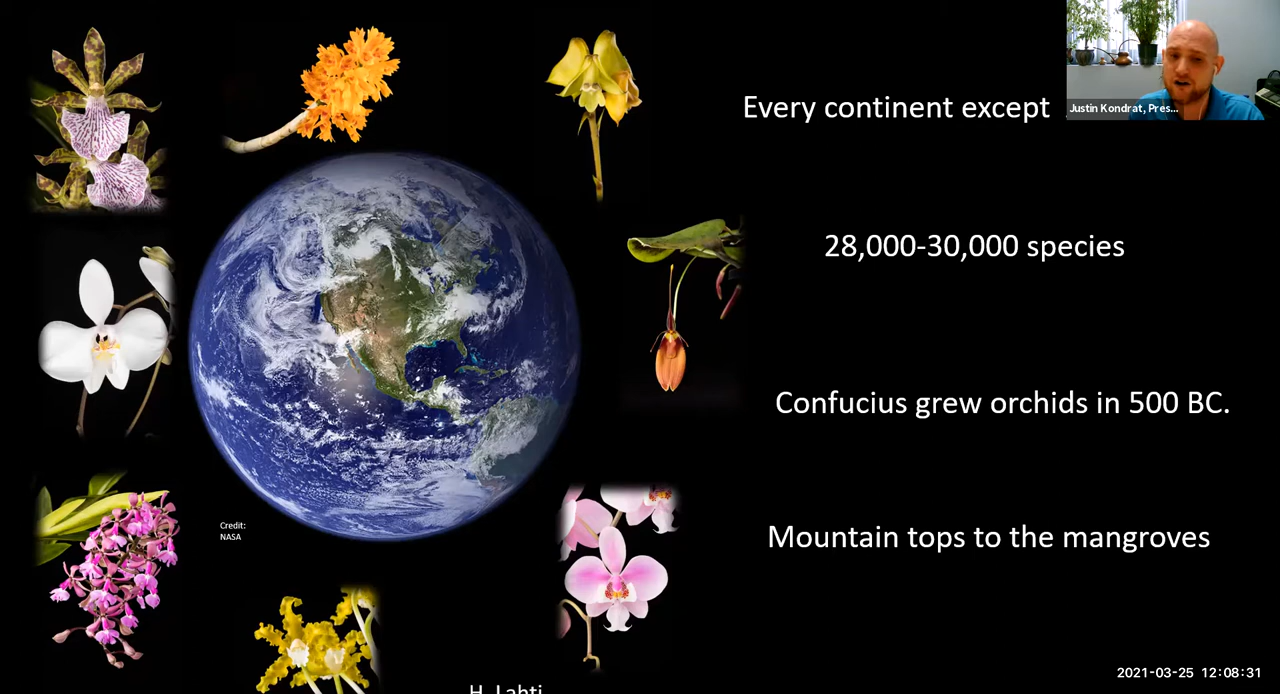 Every continent except
Justin Kondrat, Pres...
28,000-30,000 species
Confucius grew orchids in 500 BC.
Credit:
NASA
Mountain tops to the mangroves
2021-03-25 12:08:31
H. Lahti